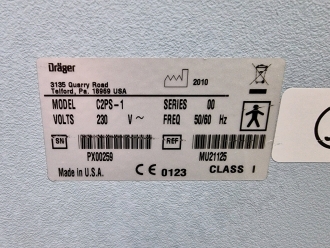 Dräger
3135 Quarry Road
Telford, Pa. 18969 USA
2010
MODEL C2PS-1 SERIES 00
VOLTS 230 V~ FREQ 50/60 Hz
SN REF
PX00259 MU21125
Made in U.S.A. CE 0123 CLASS I